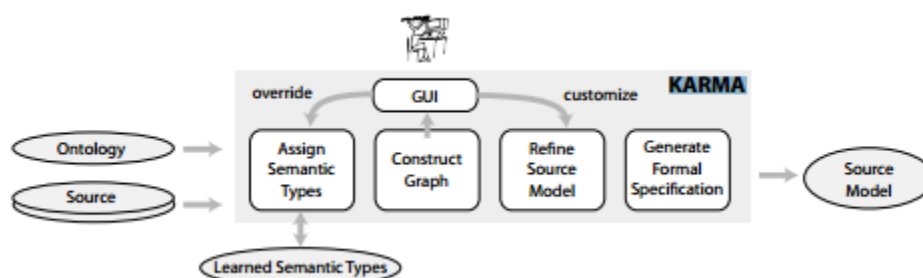 KARMA
override
GUI
customize
Ontology
Source
Assign
Semantic
Types
Construct
Graph
Refine
Source
Model
Generate
Formal
Specification
Source
Model
Learned Semantic Types